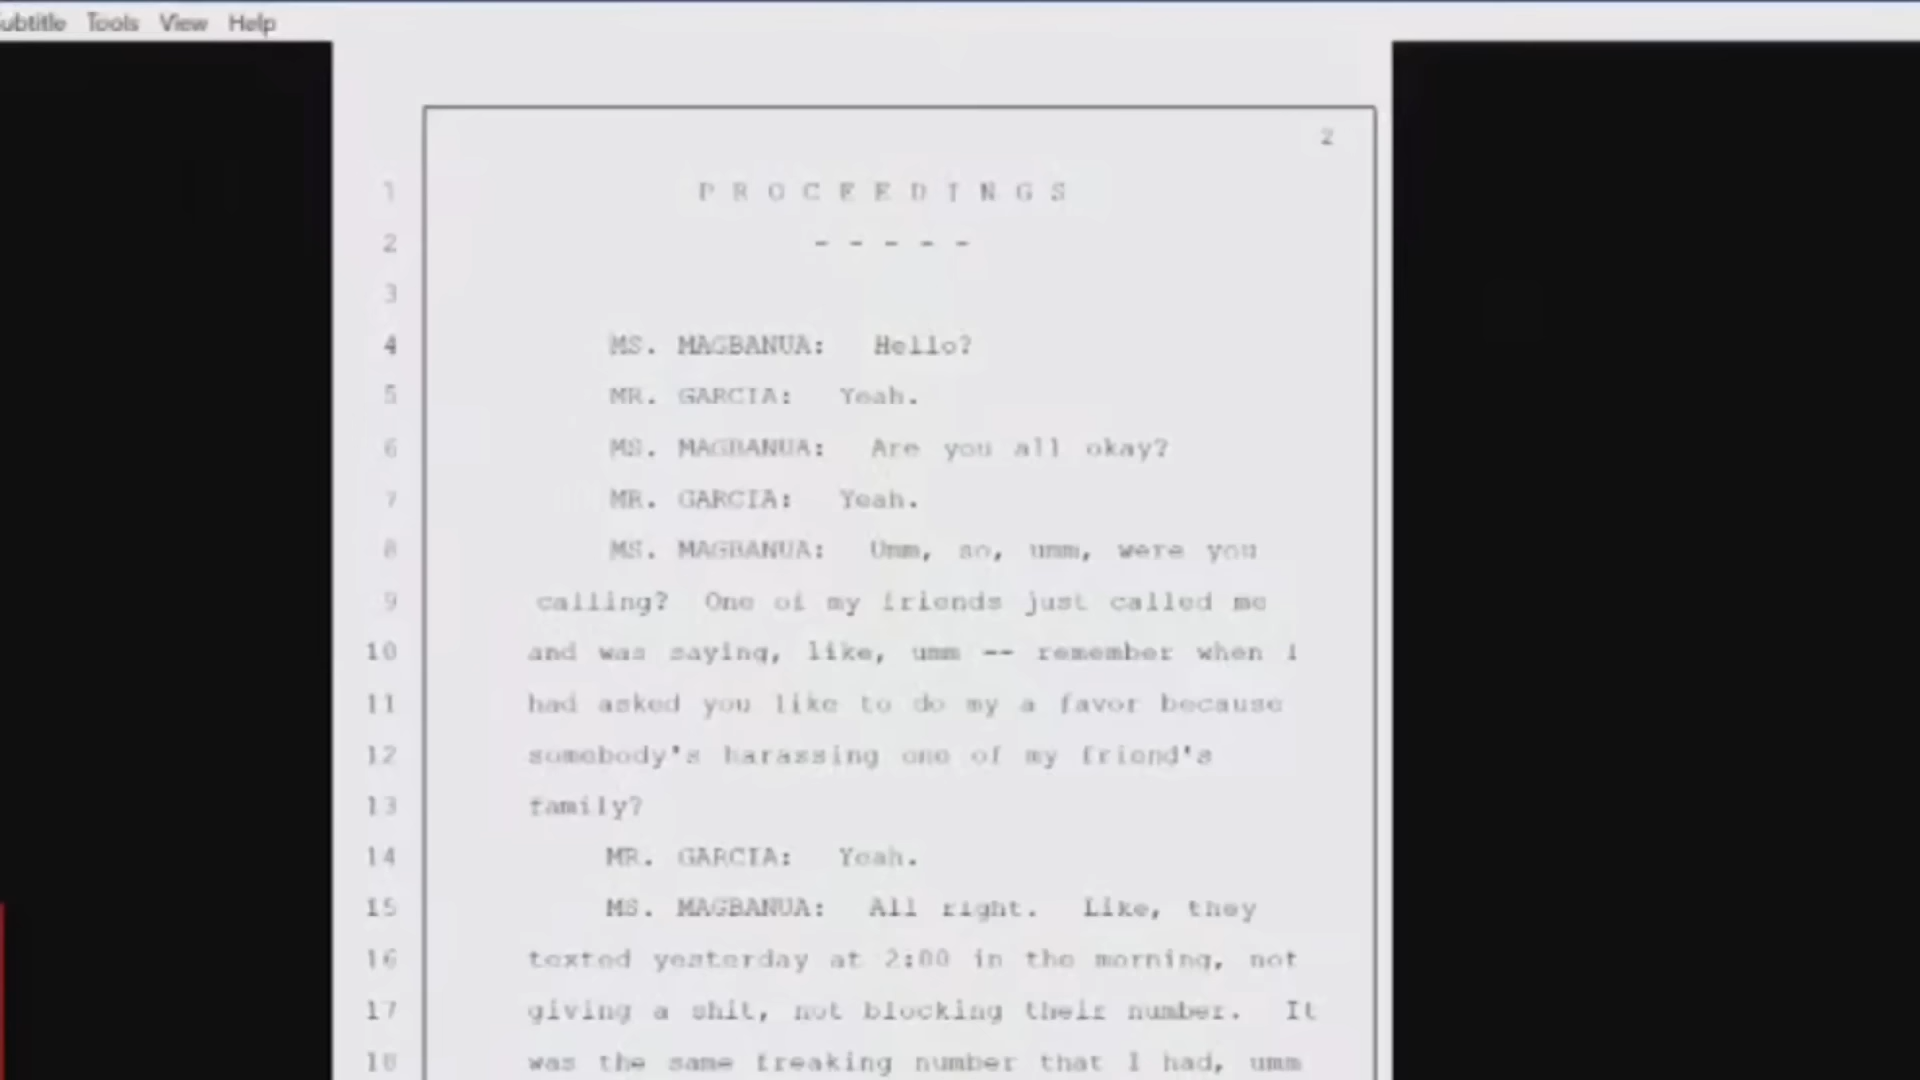 ubtitle Tools View Help
2
1 P R O C E E D I N G S
2 - - - - -
3
4 MS. MAGBANUA: Hello?
5 MR. GARCIA: Yeah.
6 MS. MAGBANUA: Are you all okay?
7 MR. GARCIA: Yeah.
8 MS. MAGBANUA: Umm, so, umm, were you
9 calling? One of my friends just called me
10 and was saying, like, umm -- remember when I
11 had asked you like to do my a favor because
12 somebody's harassing one of my friend's
13 family?
14 MR. GARCIA: Yeah.
15 MS. MAGBANUA: All right. Like, they
16 texted yesterday at 2:00 in the morning, not
17 giving a shit, not blocking their number. It
18 was the same freaking number that I had, umm